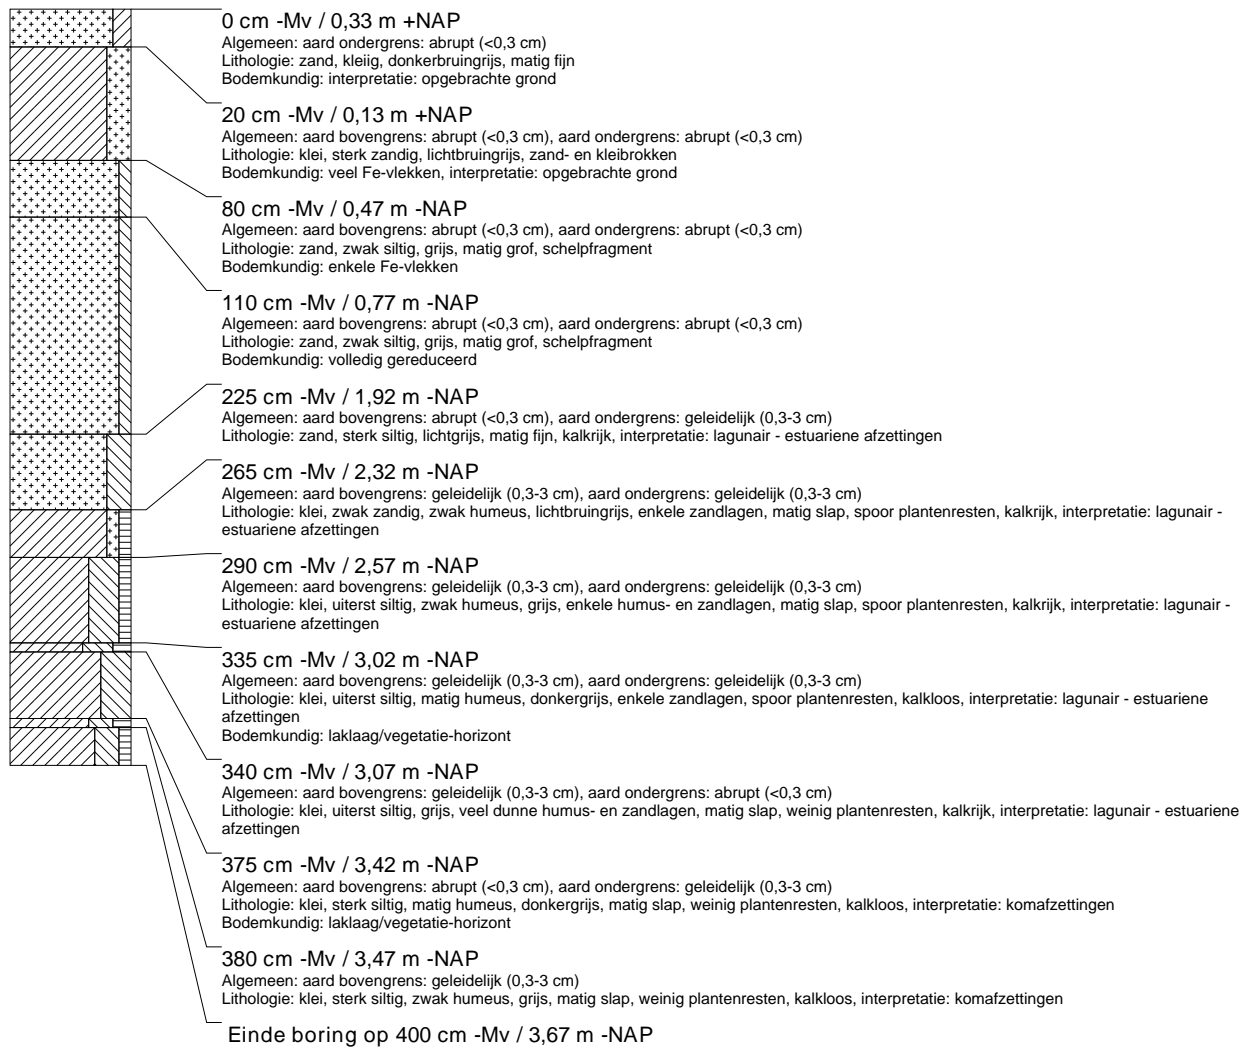 0 cm -Mv / 0,33 m +NAP
Algemeen: aard ondergrens: abrupt (<0,3 cm)
Lithologie: zand, kleiig, donkerbruingrijs, matig fijn
Bodemkundig: interpretatie: opgebrachte grond
20 cm -Mv / 0,13 m +NAP
Algemeen: aard bovengrens: abrupt (<0,3 cm), aard ondergrens: abrupt (<0,3 cm)
Lithologie: klei, sterk zandig, lichtbruingrijs, zand- en kleibrokken
Bodemkundig: veel Fe-vlekken, interpretatie: opgebrachte grond
80 cm -Mv / 0,47 m -NAP
Algemeen: aard bovengrens: abrupt (<0,3 cm), aard ondergrens: abrupt (<0,3 cm)
Lithologie: zand, zwak siltig, grijs, matig grof, schelpfragment
Bodemkundig: enkele Fe-vlekken
110 cm -Mv / 0,77 m -NAP
Algemeen: aard bovengrens: abrupt (<0,3 cm), aard ondergrens: abrupt (<0,3 cm)
Lithologie: zand, zwak siltig, grijs, matig grof, schelpfragment
Bodemkundig: volledig gereduceerd
225 cm -Mv / 1,92 m -NAP
Algemeen: aard bovengrens: abrupt (<0,3 cm), aard ondergrens: geleidelijk (0,3-3 cm)
Lithologie: zand, sterk siltig, lichtgrijs, matig fijn, kalkrijk, interpretatie: lagunair - estuariene afzettingen
265 cm -Mv / 2,32 m -NAP
Algemeen: aard bovengrens: geleidelijk (0,3-3 cm), aard ondergrens: geleidelijk (0,3-3 cm)
Lithologie: klei, zwak zandig, zwak humeus, lichtbruingrijs, enkele zandlagen, matig slap, spoor plantenresten, kalkrijk, interpretatie: lagunair -
estuariene afzettingen
290 cm -Mv / 2,57 m -NAP
Algemeen: aard bovengrens: geleidelijk (0,3-3 cm), aard ondergrens: geleidelijk (0,3-3 cm)
Lithologie: klei, uiterst siltig, zwak humeus, grijs, enkele humus- en zandlagen, matig slap, spoor plantenresten, kalkrijk, interpretatie: lagunair -
estuariene afzettingen
335 cm -Mv / 3,02 m -NAP
Algemeen: aard bovengrens: geleidelijk (0,3-3 cm), aard ondergrens: geleidelijk (0,3-3 cm)
Lithologie: klei, uiterst siltig, matig humeus, donkergrijs, enkele zandlagen, spoor plantenresten, kalkloos, interpretatie: lagunair - estuariene
afzettingen
Bodemkundig: laklaag/vegetatie-horizont
340 cm -Mv / 3,07 m -NAP
Algemeen: aard bovengrens: geleidelijk (0,3-3 cm), aard ondergrens: abrupt (<0,3 cm)
Lithologie: klei, uiterst siltig, grijs, veel dunne humus- en zandlagen, matig slap, weinig plantenresten, kalkrijk, interpretatie: lagunair - estuariene
afzettingen
375 cm -Mv / 3,42 m -NAP
Algemeen: aard bovengrens: abrupt (<0,3 cm), aard ondergrens: geleidelijk (0,3-3 cm)
Lithologie: klei, sterk siltig, matig humeus, donkergrijs, matig slap, weinig plantenresten, kalkloos, interpretatie: komafzettingen
Bodemkundig: laklaag/vegetatie-horizont
380 cm -Mv / 3,47 m -NAP
Algemeen: aard bovengrens: geleidelijk (0,3-3 cm)
Lithologie: klei, sterk siltig, zwak humeus, grijs, matig slap, weinig plantenresten, kalkloos, interpretatie: komafzettingen
Einde boring op 400 cm -Mv / 3,67 m -NAP